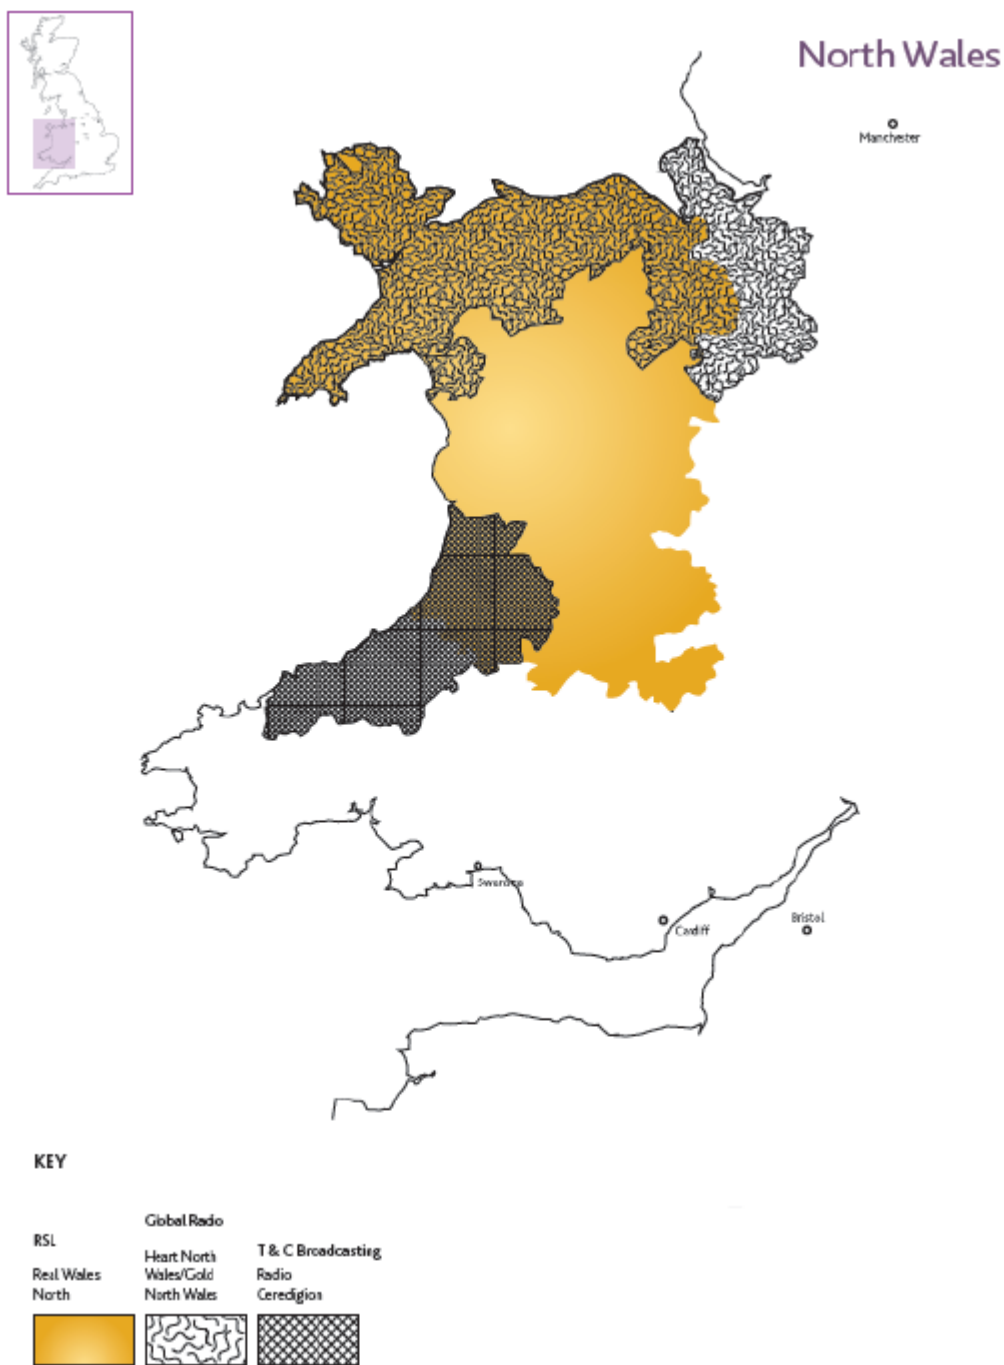 North Wales
Manchester
Swansea
Cardiff
Bristol
KEY
RSL
Real Wales
North
Global Radio
Heart North
Wales/Gold
North Wales
T & C Broadcasting
Radio
Ceredigion